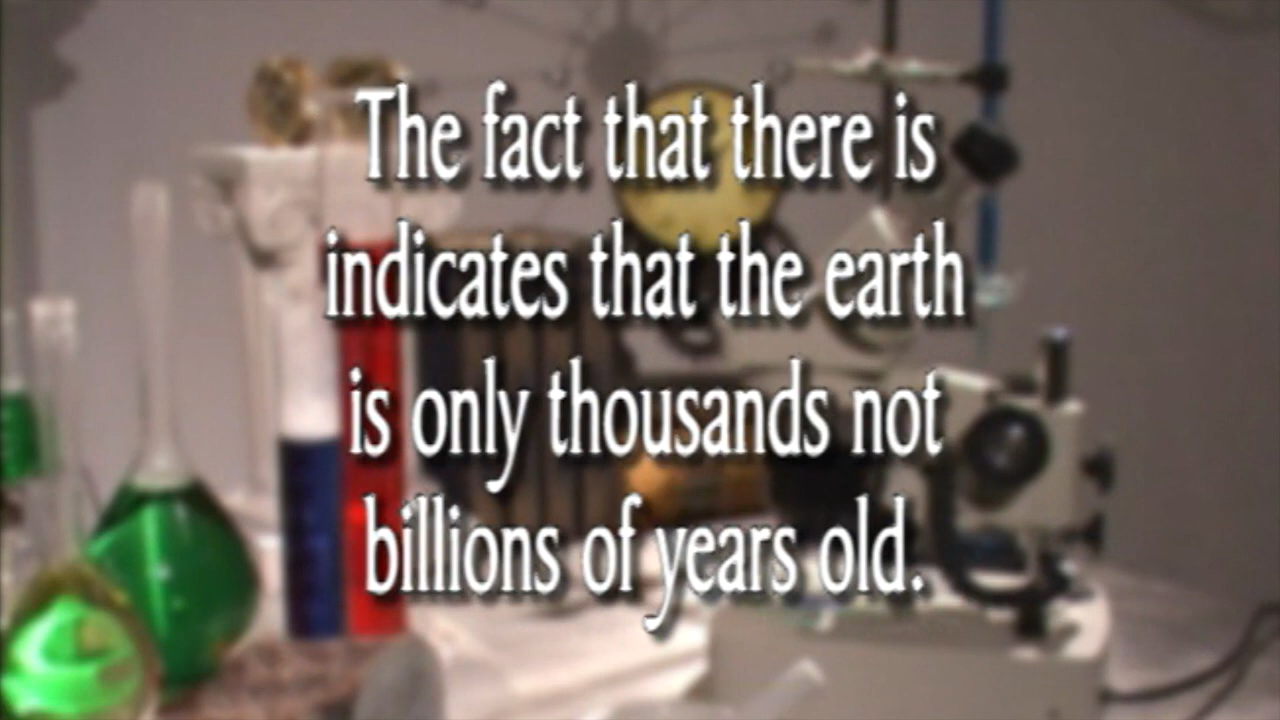 The fact that there is
indicates that the earth
is only thousands not
billions of years old.